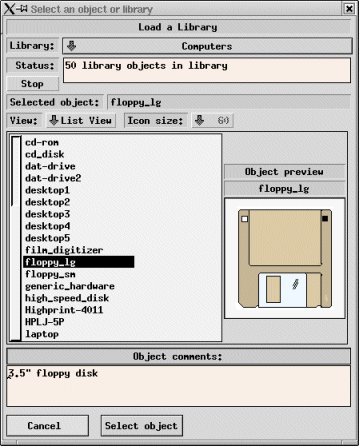 Select an object or library
Load a Library
Library: Computers
Status: 50 library objects in library
Stop
Selected object: floppy_lg
View: List View Icon size: 60
cd-rom
cd_disk
dat-drive
dat-drive2
desktop1
desktop2
desktop3
desktop4
desktop5
film_digitizer
floppy_lg
floppy_sm
generic_hardware
high_speed_disk
Highprint-4011
HPLJ-5P
laptop
Object preview
floppy_lg
Object comments:
3.5" floppy disk
Cancel Select object